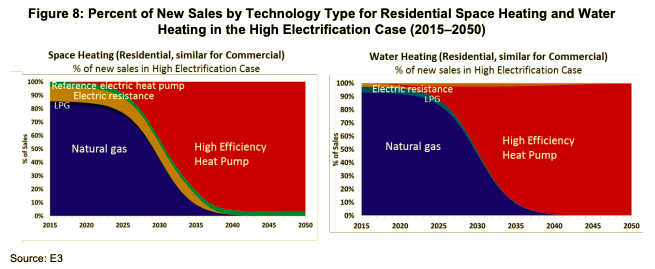 Figure 8: Percent of New Sales by Technology Type for Residential Space Heating and Water
Heating in the High Electrification Case (2015–2050)
Space Heating (Residential, similar for Commercial)
% of new sales in High Electrification Case
% of Sales
100%
90%
80%
70%
60%
50%
40%
30%
20%
10%
0%
Reference electric heat pump
Electric resistance
LPG
Natural gas
High Efficiency
Heat Pump
2015 2020 2025 2030 2035 2040 2045 2050
Water Heating (Residential, similar for Commercial)
% of new sales in High Electrification Case
% of Sales
100%
90%
80%
70%
60%
50%
40%
30%
20%
10%
0%
Electric resistance
LPG
Natural gas
High Efficiency
Heat Pump
2015 2020 2025 2030 2035 2040 2045 2050
Source: E3